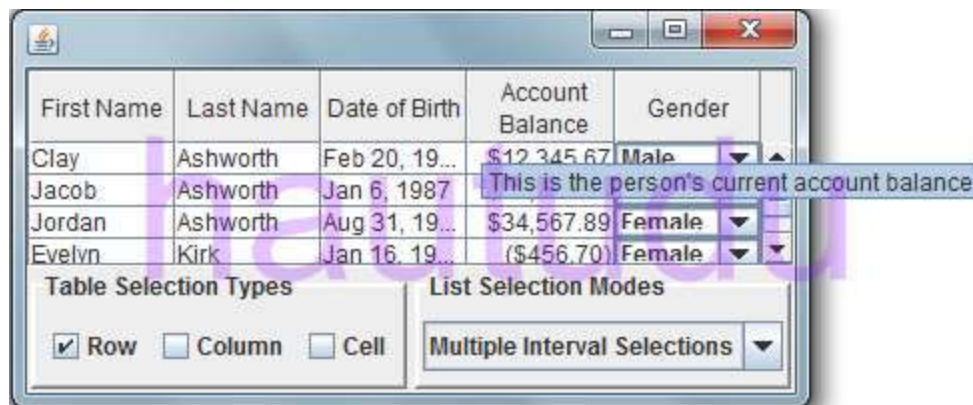 First Name Last Name Date of Birth Account Balance Gender
Clay Ashworth Feb 20, 19... $12,345.67 Male
This is the person's current account balance
Jacob Ashworth Jan 6, 1987
Jordan Ashworth Aug 31, 19... $34,567.89 Female
Evelyn Kirk Jan 16, 19... ($456.70) Female
Table Selection Types List Selection Modes
Row Column Cell Multiple Interval Selections